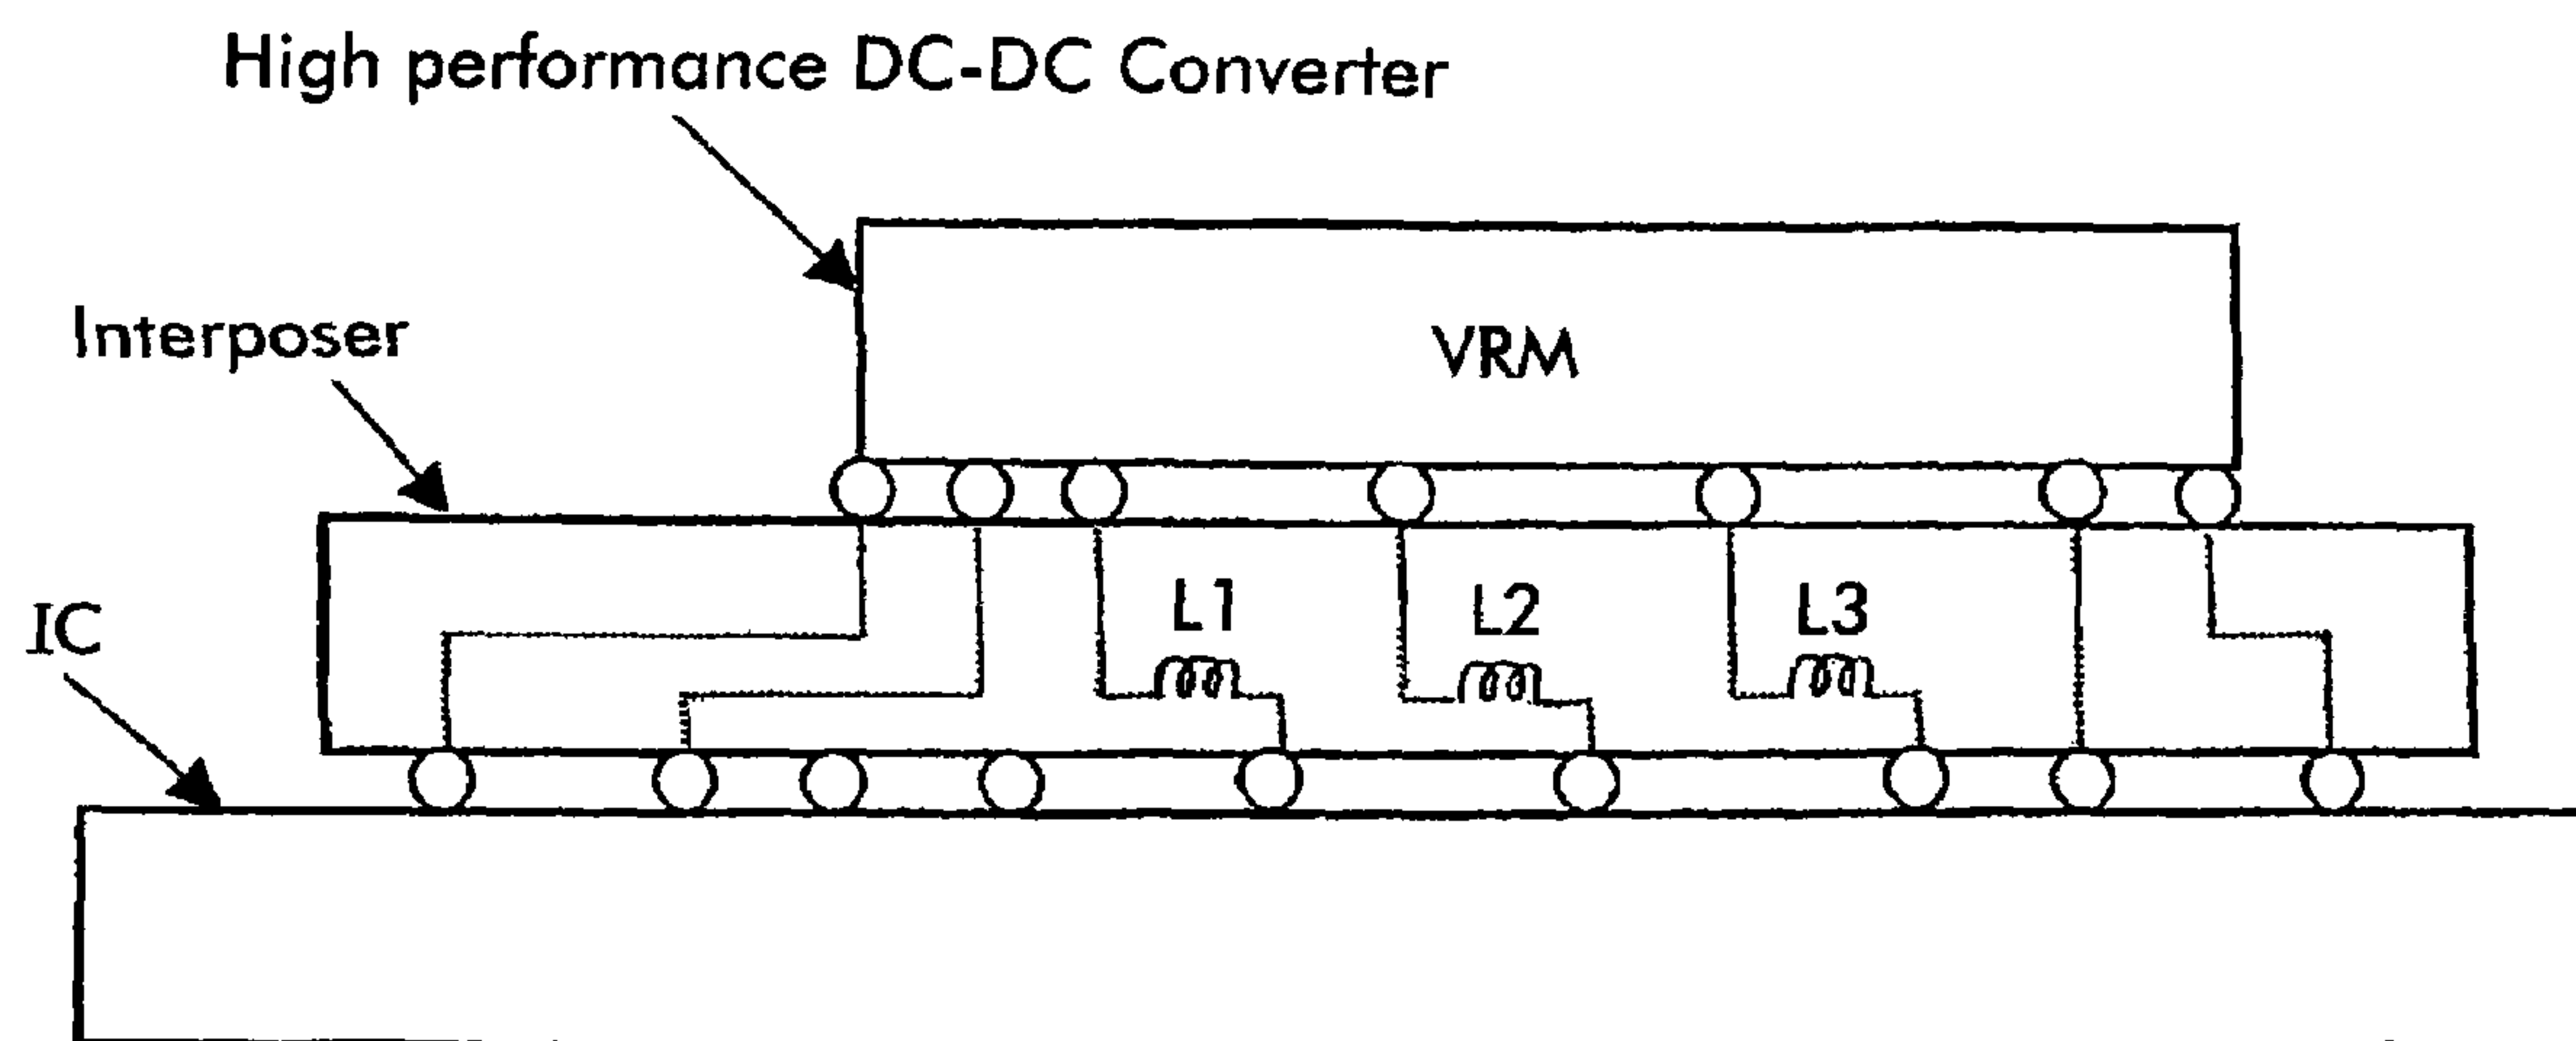 High performance DC-DC Converter
VRM
Interposer
L1 L2 L3
IC